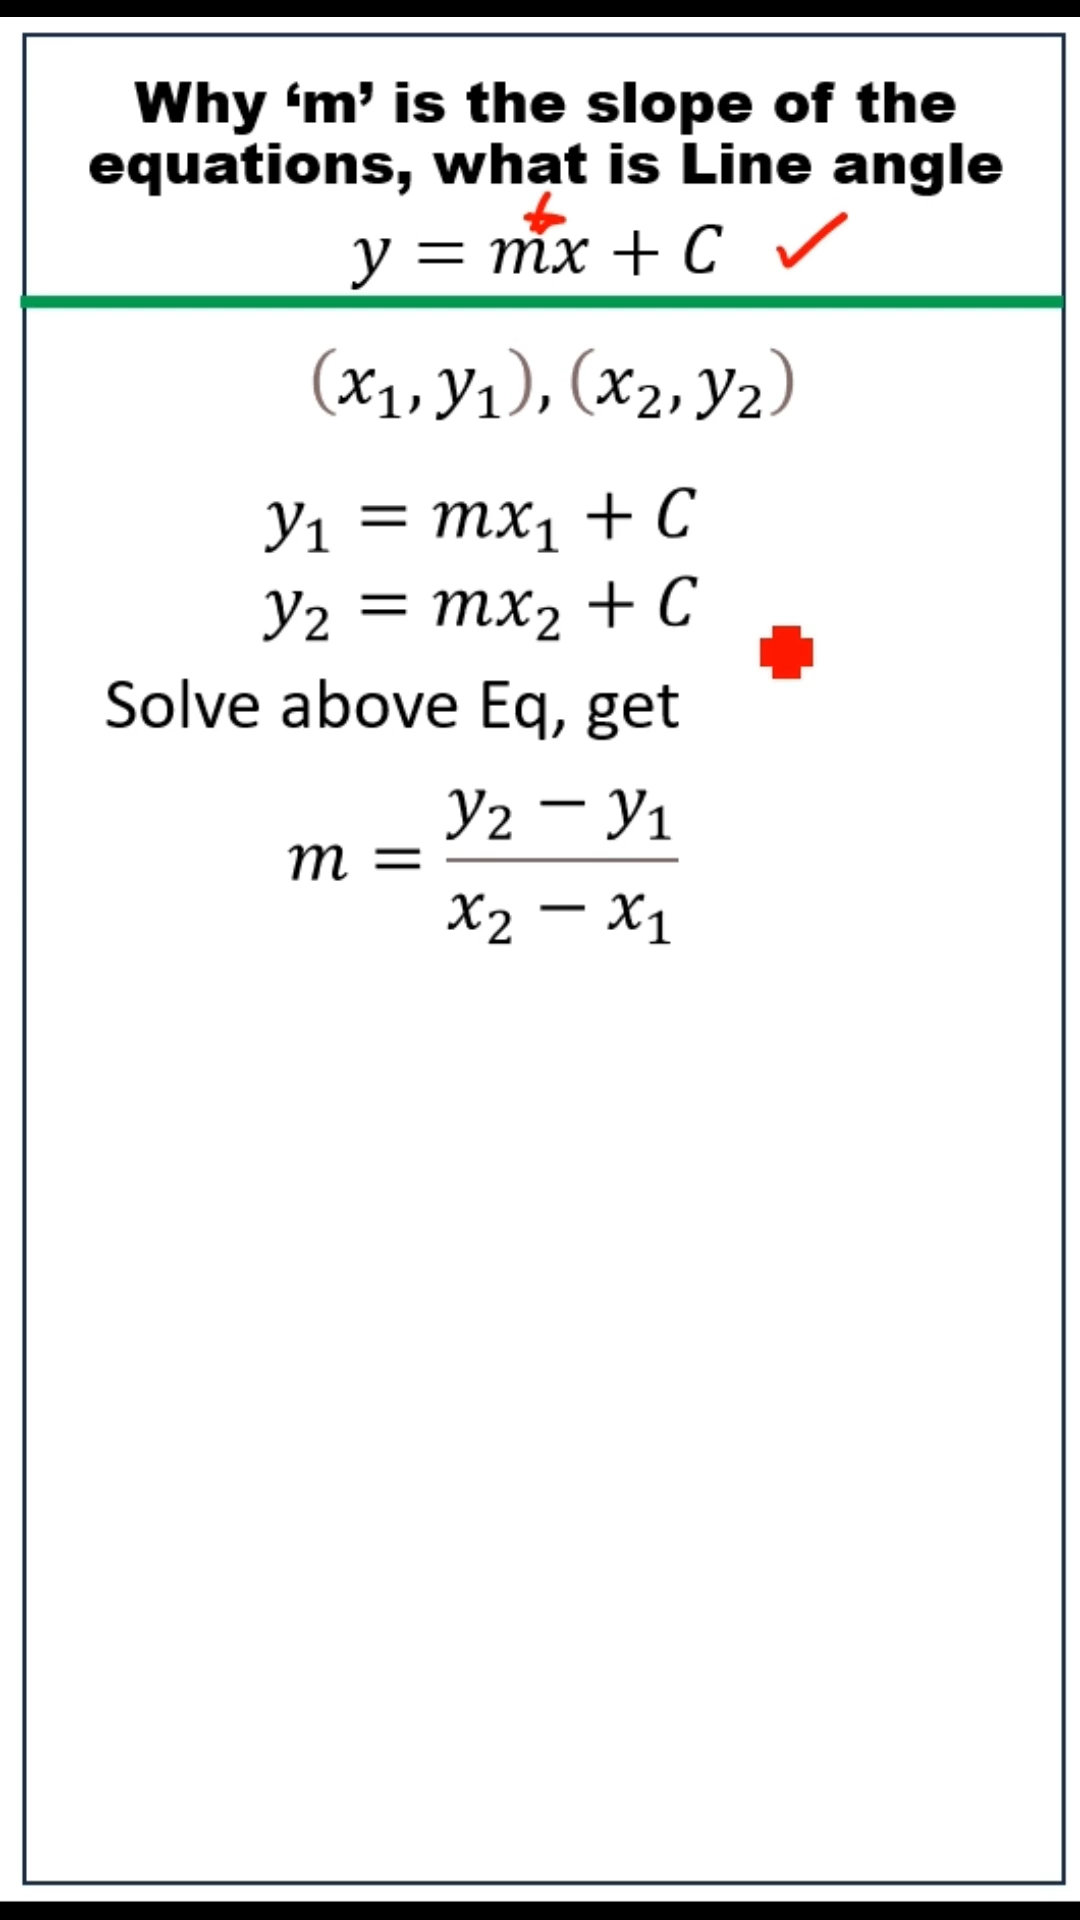 Why ‘m’ is the slope of the
equations, what is Line angle
y = mx + C ✓
(x₁, y₁), (x₂, y₂)
y₁ = mx₁ + C
y₂ = mx₂ + C
Solve above Eq, get
m = (y₂ − y₁) / (x₂ − x₁)